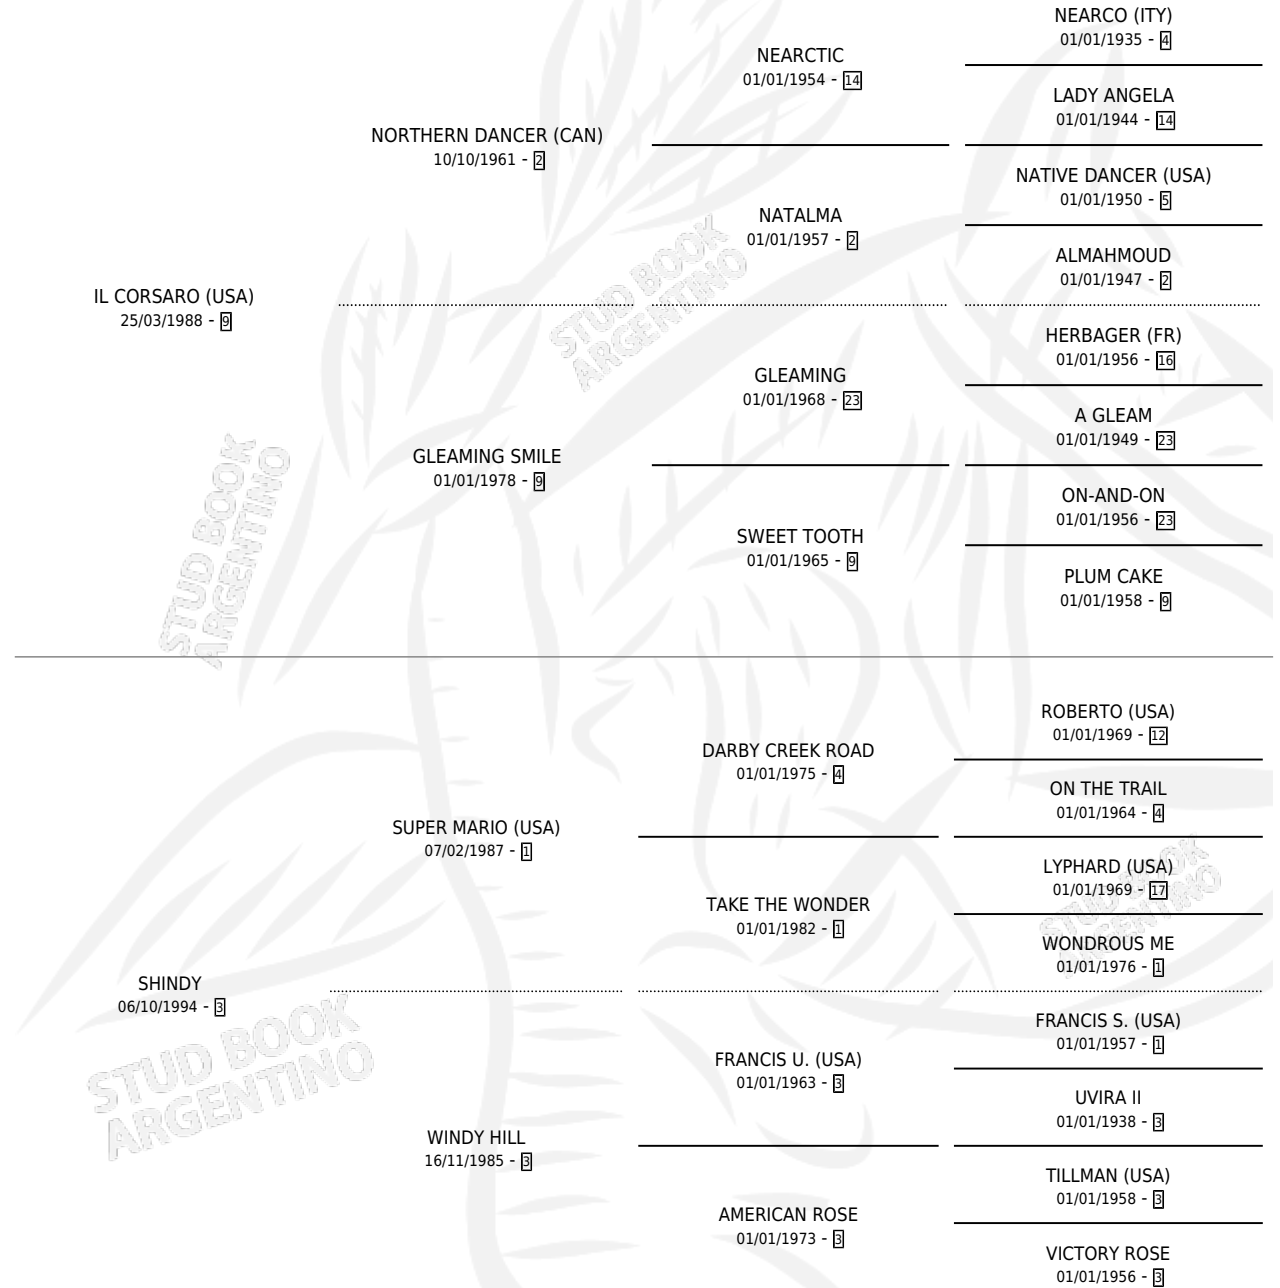 NEARCO (ITY)
01/01/1935 - 4
NEARCTIC
01/01/1954 - 14
LADY ANGELA
01/01/1944 - 14
NORTHERN DANCER (CAN)
10/10/1961 - 2
NATIVE DANCER (USA)
01/01/1950 - 5
NATALMA
01/01/1957 - 2
ALMAHMOUD
01/01/1947 - 2
IL CORSARO (USA)
25/03/1988 - 9
HERBAGER (FR)
01/01/1956 - 16
GLEAMING
01/01/1968 - 23
A GLEAM
01/01/1949 - 23
GLEAMING SMILE
01/01/1978 - 9
ON-AND-ON
01/01/1956 - 23
SWEET TOOTH
01/01/1965 - 9
PLUM CAKE
01/01/1958 - 9
ROBERTO (USA)
01/01/1969 - 12
DARBY CREEK ROAD
01/01/1975 - 4
ON THE TRAIL
01/01/1964 - 4
SUPER MARIO (USA)
07/02/1987 - 1
LYPHARD (USA)
01/01/1969 - 17
TAKE THE WONDER
01/01/1982 - 1
WONDROUS ME
01/01/1976 - 1
SHINDY
06/10/1994 - 3
FRANCIS S. (USA)
01/01/1957 - 1
FRANCIS U. (USA)
01/01/1963 - 3
UVIRA II
01/01/1938 - 3
WINDY HILL
16/11/1985 - 3
TILLMAN (USA)
01/01/1958 - 3
AMERICAN ROSE
01/01/1973 - 3
VICTORY ROSE
01/01/1956 - 3
STUD BOOK
ARGENTINO
STUD BOOK
ARGENTINO
STUD BOOK
ARGENTINO
STUD BOOK
ARGENTINO